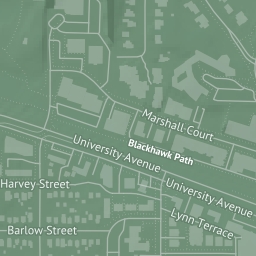 Marshall Court
Blackhawk Path
University Avenue
University Avenue
Harvey Street
Lynn Terrace
Barlow Street